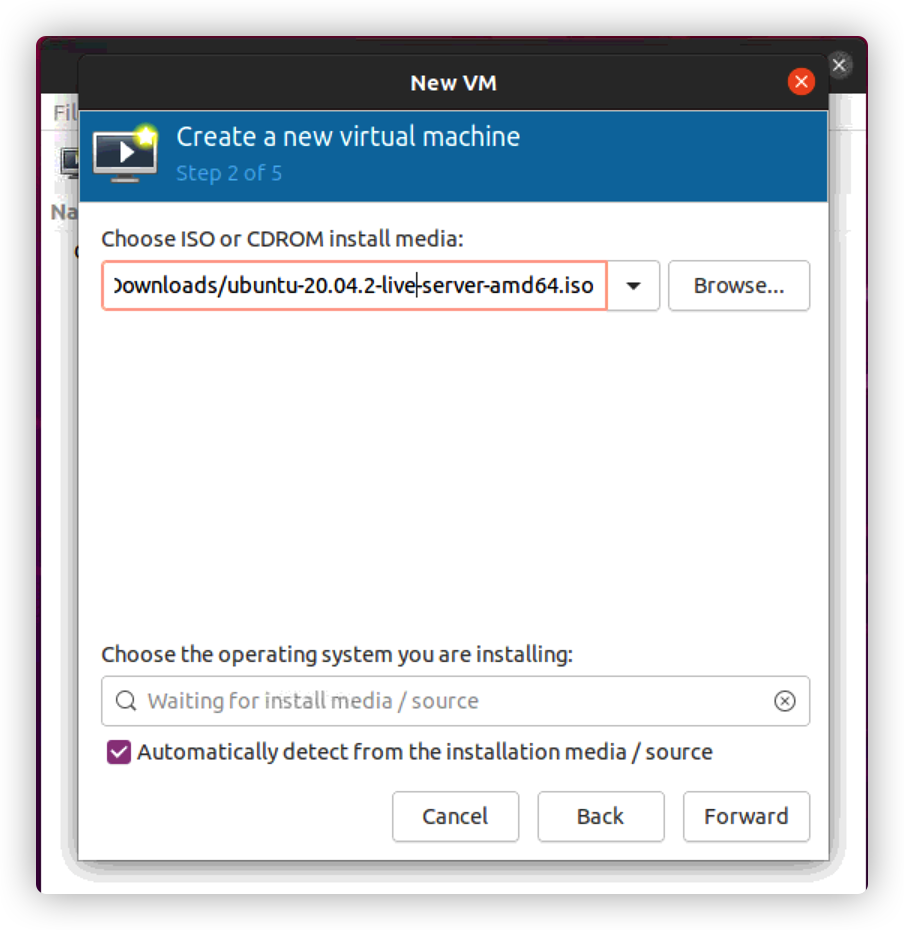 New VM
Create a new virtual machine
Step 2 of 5
Fil
Na
Choose ISO or CDROM install media:
Downloads/ubuntu-20.04.2-live-server-amd64.iso
Browse...
Choose the operating system you are installing:
Waiting for install media / source
Automatically detect from the installation media / source
Cancel
Back
Forward